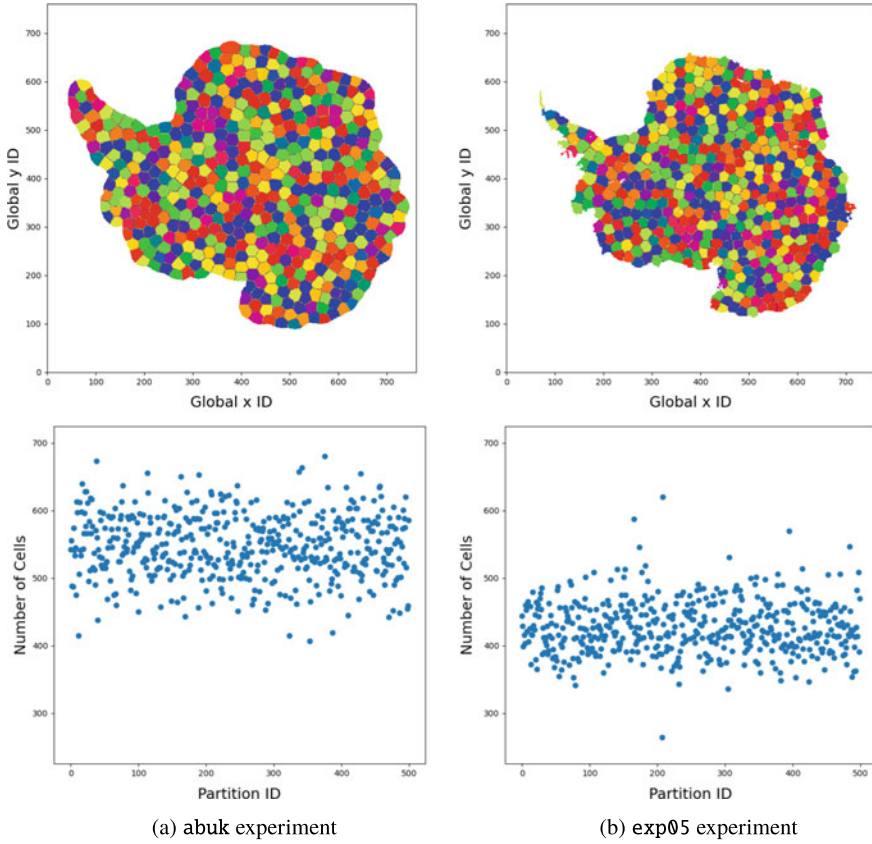 700
600
500
400
300
200
100
0
Global y ID
0 100 200 300 400 500 600 700
Global x ID
700
600
500
400
300
200
100
0
Global y ID
0 100 200 300 400 500 600 700
Global x ID
700
600
500
400
300
Number of Cells
0 100 200 300 400 500
Partition ID
700
600
500
400
300
Number of Cells
0 100 200 300 400 500
Partition ID
(a) abuk experiment
(b) exp05 experiment